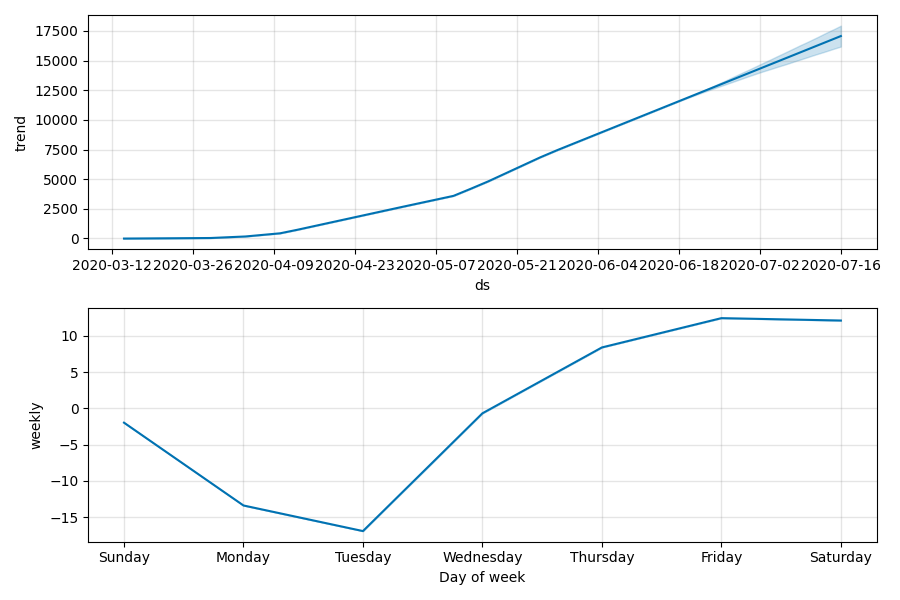 17500
15000
12500
10000
7500
5000
2500
0
trend
2020-03-12 2020-03-26 2020-04-09 2020-04-23 2020-05-07 2020-05-21 2020-06-04 2020-06-18 2020-07-02 2020-07-16
ds
10
5
0
−5
−10
−15
weekly
Sunday Monday Tuesday Wednesday Thursday Friday Saturday
Day of week